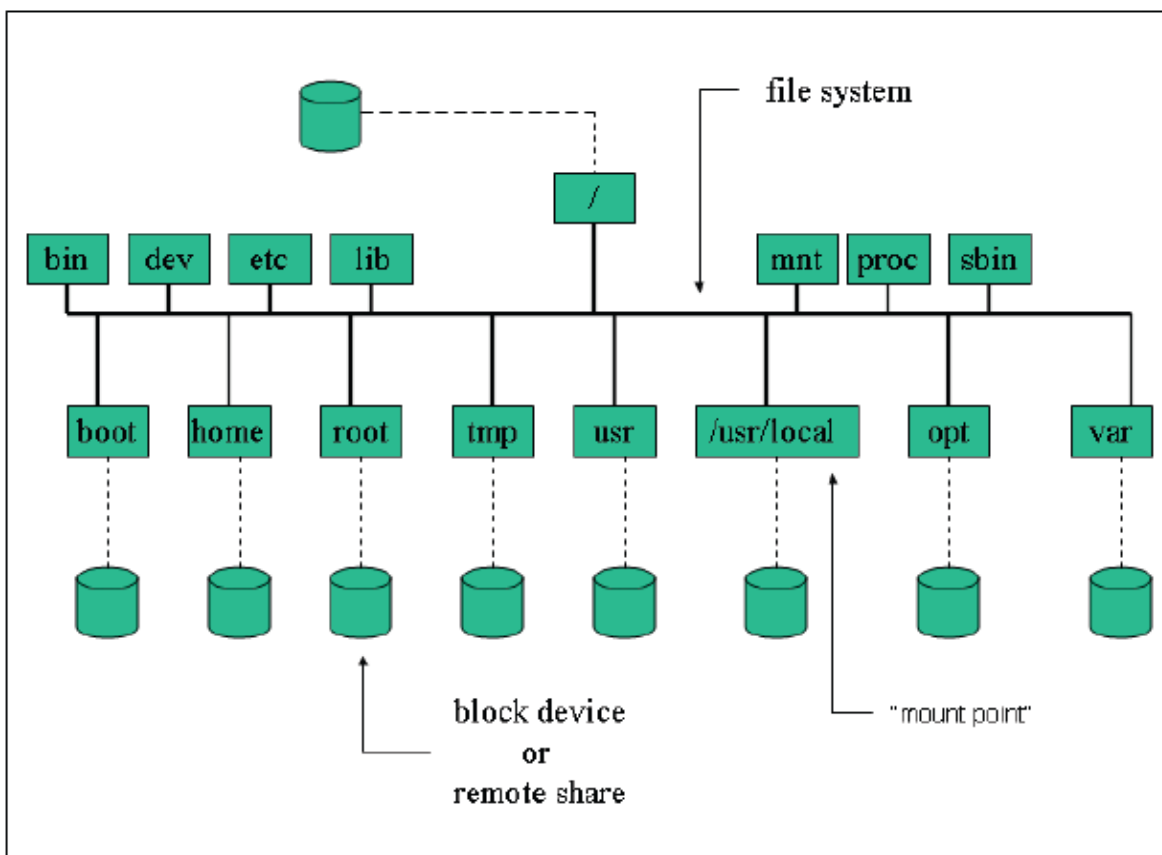 file system
/
bin dev etc lib mnt proc sbin
boot home root tmp usr /usr/local opt var
block device
or
remote share
"mount point"